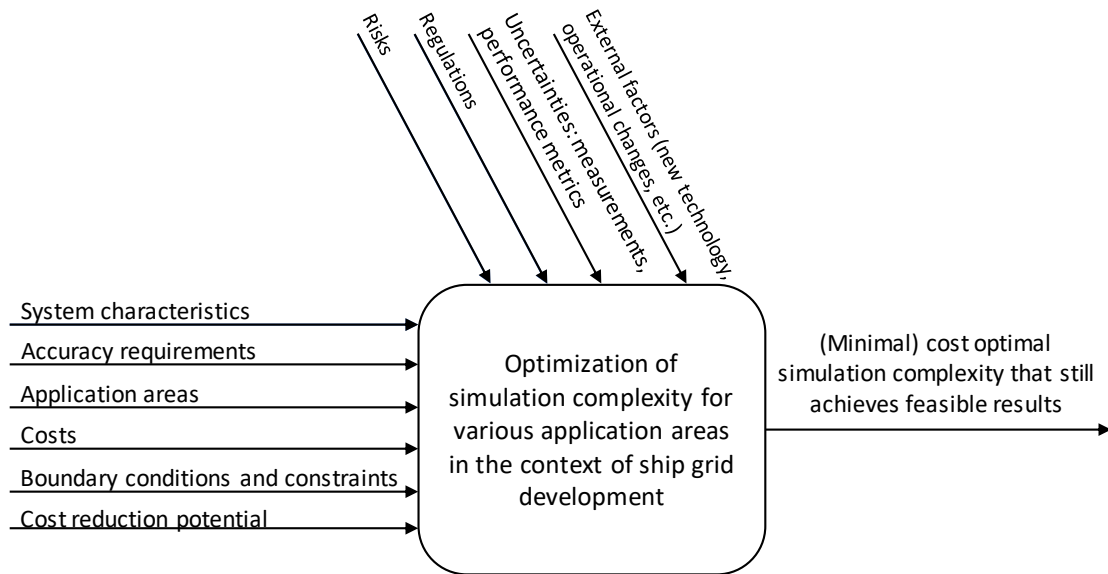 Risks
Regulations
Uncertainties: measurements,
performance metrics
External factors (new technology,
operational changes, etc.)
System characteristics
Accuracy requirements
Application areas
Costs
Boundary conditions and constraints
Cost reduction potential
Optimization of
simulation complexity for
various application areas
in the context of ship grid
development
(Minimal) cost optimal
simulation complexity that still
achieves feasible results